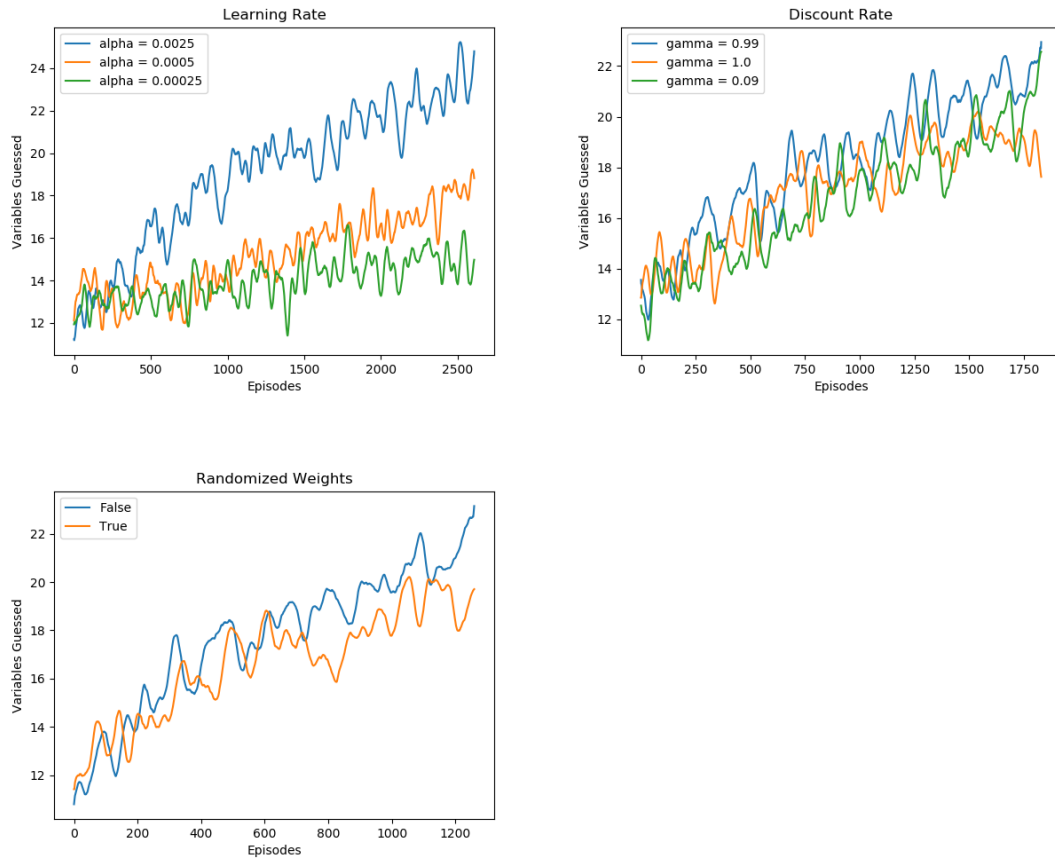 Learning Rate
alpha = 0.0025
alpha = 0.0005
alpha = 0.00025
24
22
20
18
16
14
12
Variables Guessed
0 500 1000 1500 2000 2500
Episodes
Discount Rate
gamma = 0.99
gamma = 1.0
gamma = 0.09
22
20
18
16
14
12
Variables Guessed
0 250 500 750 1000 1250 1500 1750
Episodes
Randomized Weights
False
True
22
20
18
16
14
12
Variables Guessed
0 200 400 600 800 1000 1200
Episodes